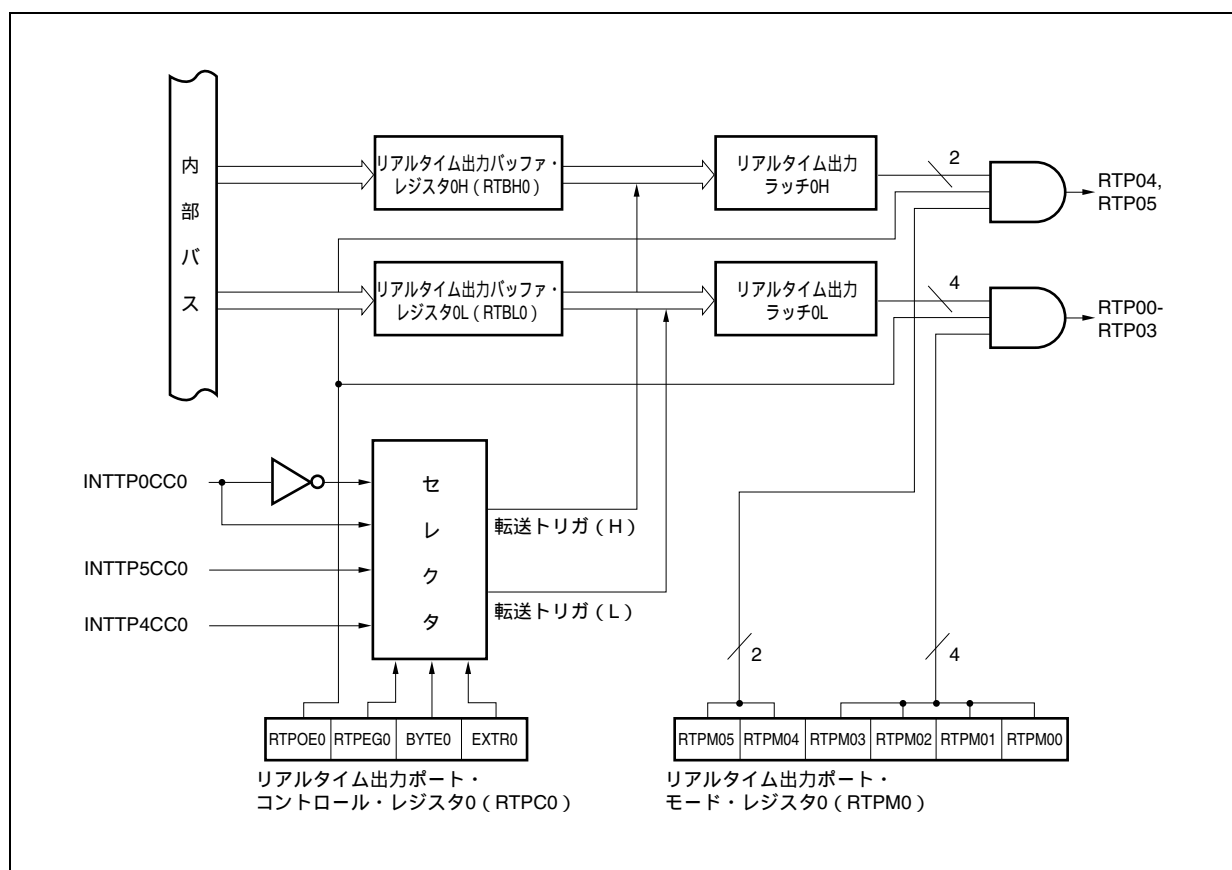 内部バス
リアルタイム出力バッファ・
レジスタ0H（RTBH0）
リアルタイム出力
ラッチ0H
2
RTP04,
RTP05
リアルタイム出力バッファ・
レジスタ0L（RTBL0）
リアルタイム出力
ラッチ0L
4
RTP00-
RTP03
INTTP0CC0
INTTP5CC0
INTTP4CC0
セレクタ
転送トリガ（H）
転送トリガ（L）
2
4
RTPOE0 RTPEG0 BYTE0 EXTR0
リアルタイム出力ポート・
コントロール・レジスタ0（RTPC0）
RTPM05 RTPM04 RTPM03 RTPM02 RTPM01 RTPM00
リアルタイム出力ポート・
モード・レジスタ0（RTPM0）